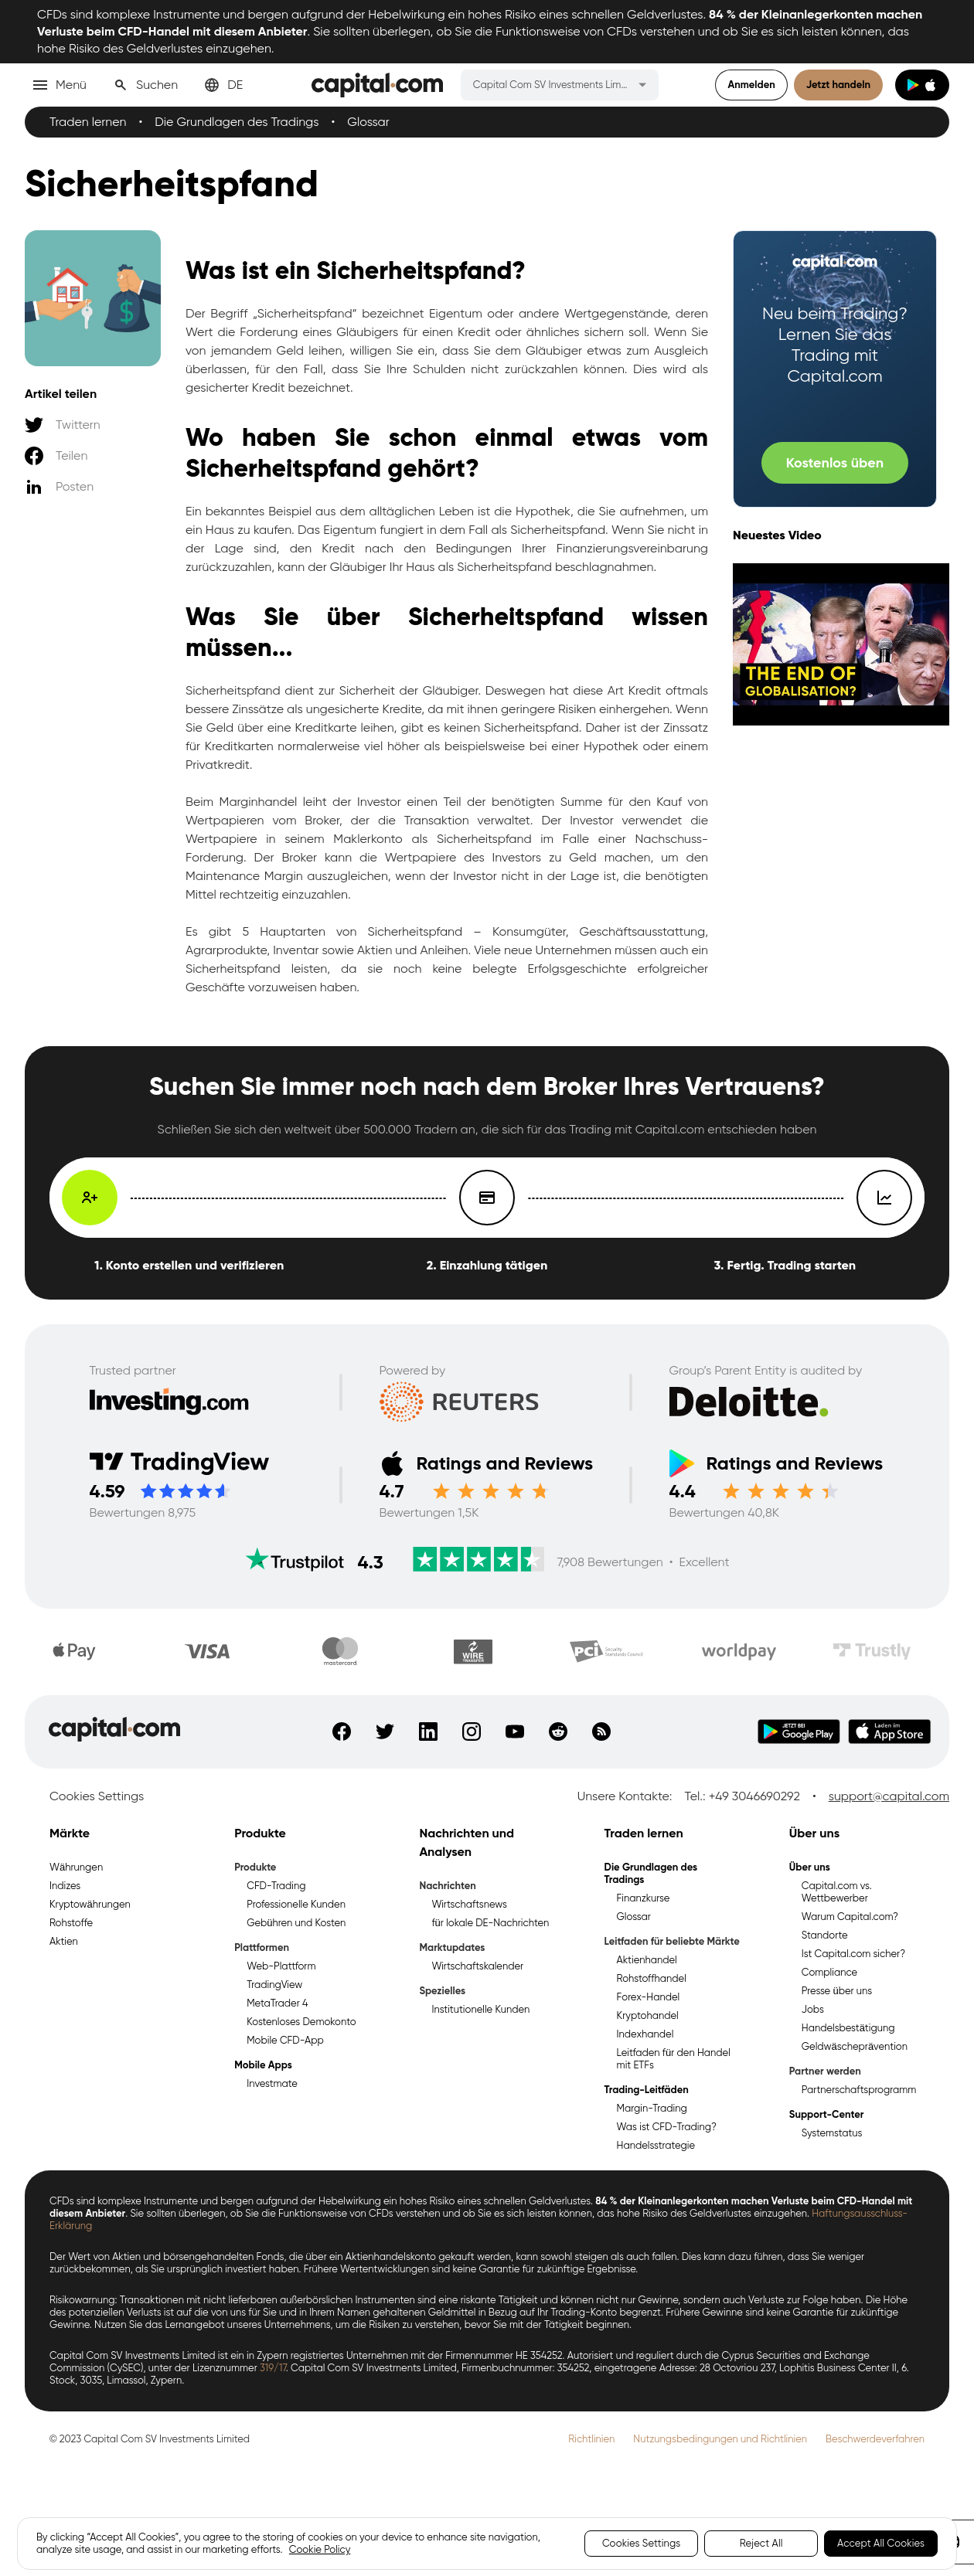 CFDs sind komplexe Instrumente und bergen aufgrund der Hebelwirkung ein hohes Risiko eines schnellen Geldverlustes. 84 % der Kleinanlegerkonten machen
Verluste beim CFD-Handel mit diesem Anbieter. Sie sollten überlegen, ob Sie die Funktionsweise von CFDs verstehen und ob Sie es sich leisten können, das
hohe Risiko des Geldverlustes einzugehen.
Menü Suchen DE capital.com Capital Com SV Investments Lim... Anmelden Jetzt handeln
Traden lernen • Die Grundlagen des Tradings • Glossar
Sicherheitspfand
Artikel teilen
Twittern
Teilen
Posten
Was ist ein Sicherheitspfand?
Der Begriff „Sicherheitspfand“ bezeichnet Eigentum oder andere Wertgegenstände, deren
Wert die Forderung eines Gläubigers für einen Kredit oder ähnliches sichern soll. Wenn Sie
von jemandem Geld leihen, willigen Sie ein, dass Sie dem Gläubiger etwas zum Ausgleich
überlassen, für den Fall, dass Sie Ihre Schulden nicht zurückzahlen können. Dies wird als
gesicherter Kredit bezeichnet.
Wo haben Sie schon einmal etwas vom
Sicherheitspfand gehört?
Ein bekanntes Beispiel aus dem alltäglichen Leben ist die Hypothek, die Sie aufnehmen, um
ein Haus zu kaufen. Das Eigentum fungiert in dem Fall als Sicherheitspfand. Wenn Sie nicht in
der Lage sind, den Kredit nach den Bedingungen Ihrer Finanzierungsvereinbarung
zurückzuzahlen, kann der Gläubiger Ihr Haus als Sicherheitspfand beschlagnahmen.
Was Sie über Sicherheitspfand wissen
müssen...
Sicherheitspfand dient zur Sicherheit der Gläubiger. Deswegen hat diese Art Kredit oftmals
bessere Zinssätze als ungesicherte Kredite, da mit ihnen geringere Risiken einhergehen. Wenn
Sie Geld über eine Kreditkarte leihen, gibt es keinen Sicherheitspfand. Daher ist der Zinssatz
für Kreditkarten normalerweise viel höher als beispielsweise bei einer Hypothek oder einem
Privatkredit.
Beim Marginhandel leiht der Investor einen Teil der benötigten Summe für den Kauf von
Wertpapieren vom Broker, der die Transaktion verwaltet. Der Investor verwendet die
Wertpapiere in seinem Maklerkonto als Sicherheitspfand im Falle einer Nachschuss-
Forderung. Der Broker kann die Wertpapiere des Investors zu Geld machen, um den
Maintenance Margin auszugleichen, wenn der Investor nicht in der Lage ist, die benötigten
Mittel rechtzeitig einzuzahlen.
Es gibt 5 Hauptarten von Sicherheitspfand – Konsumgüter, Geschäftsausstattung,
Agrarprodukte, Inventar sowie Aktien und Anleihen. Viele neue Unternehmen müssen auch ein
Sicherheitspfand leisten, da sie noch keine belegte Erfolgsgeschichte erfolgreicher
Geschäfte vorzuweisen haben.
capital.com
Neu beim Trading?
Lernen Sie das
Trading mit
Capital.com
Kostenlos üben
Neuestes Video
THE END OF
GLOBALISATION?
Suchen Sie immer noch nach dem Broker Ihres Vertrauens?
Schließen Sie sich den weltweit über 500.000 Tradern an, die sich für das Trading mit Capital.com entschieden haben
1. Konto erstellen und verifizieren 2. Einzahlung tätigen 3. Fertig. Trading starten
Trusted partner Powered by Group’s Parent Entity is audited by
Investing.com REUTERS Deloitte.
TradingView Ratings and Reviews Ratings and Reviews
4.59 4.7 4.4
Bewertungen 8,975 Bewertungen 1,5K Bewertungen 40,8K
Trustpilot 4.3 7,908 Bewertungen • Excellent
Pay VISA mastercard WIRE TRANSFER PCI Security Standards Council worldpay Trustly
capital.com JETZT BEI Google Play Laden im App Store
Cookies Settings Unsere Kontakte: Tel.: +49 3046690292 • support@capital.com
Märkte
Währungen
Indizes
Kryptowährungen
Rohstoffe
Aktien
Produkte
Produkte
CFD-Trading
Professionelle Kunden
Gebühren und Kosten
Plattformen
Web-Plattform
TradingView
MetaTrader 4
Kostenloses Demokonto
Mobile CFD-App
Mobile Apps
Investmate
Nachrichten und
Analysen
Nachrichten
Wirtschaftsnews
für lokale DE-Nachrichten
Marktupdates
Wirtschaftskalender
Spezielles
Institutionelle Kunden
Traden lernen
Die Grundlagen des
Tradings
Finanzkurse
Glossar
Leitfaden für beliebte Märkte
Aktienhandel
Rohstoffhandel
Forex-Handel
Kryptohandel
Indexhandel
Leitfaden für den Handel
mit ETFs
Trading-Leitfäden
Margin-Trading
Was ist CFD-Trading?
Handelsstrategie
Über uns
Über uns
Capital.com vs.
Wettbewerber
Warum Capital.com?
Standorte
Ist Capital.com sicher?
Compliance
Presse über uns
Jobs
Handelsbestätigung
Geldwäscheprävention
Partner werden
Partnerschaftsprogramm
Support-Center
Systemstatus
CFDs sind komplexe Instrumente und bergen aufgrund der Hebelwirkung ein hohes Risiko eines schnellen Geldverlustes. 84 % der Kleinanlegerkonten machen Verluste beim CFD-Handel mit
diesem Anbieter. Sie sollten überlegen, ob Sie die Funktionsweise von CFDs verstehen und ob Sie es sich leisten können, das hohe Risiko des Geldverlustes einzugehen. Haftungsausschluss-
Erklärung
Der Wert von Aktien und börsengehandelten Fonds, die über ein Aktienhandelskonto gekauft werden, kann sowohl steigen als auch fallen. Dies kann dazu führen, dass Sie weniger
zurückbekommen, als Sie ursprünglich investiert haben. Frühere Wertentwicklungen sind keine Garantie für zukünftige Ergebnisse.
Risikowarnung: Transaktionen mit nicht lieferbaren außerbörslichen Instrumenten sind eine riskante Tätigkeit und können nicht nur Gewinne, sondern auch Verluste zur Folge haben. Die Höhe
des potenziellen Verlusts ist auf die von uns für Sie und in Ihrem Namen gehaltenen Geldmittel in Bezug auf Ihr Trading-Konto begrenzt. Frühere Gewinne sind keine Garantie für zukünftige
Gewinne. Nutzen Sie das Lernangebot unseres Unternehmens, um die Risiken zu verstehen, bevor Sie mit der Tätigkeit beginnen.
Capital Com SV Investments Limited ist ein in Zypern registriertes Unternehmen mit der Firmennummer HE 354252. Autorisiert und reguliert durch die Cyprus Securities and Exchange
Commission (CySEC), unter der Lizenznummer 319/17. Capital Com SV Investments Limited, Firmenbuchnummer: 354252, eingetragene Adresse: 28 Octovriou 237, Lophitis Business Center II, 6.
Stock, 3035, Limassol, Zypern.
© 2023 Capital Com SV Investments Limited Richtlinien Nutzungsbedingungen und Richtlinien Beschwerdeverfahren
By clicking “Accept All Cookies”, you agree to the storing of cookies on your device to enhance site navigation,
analyze site usage, and assist in our marketing efforts. Cookie Policy
Cookies Settings Reject All Accept All Cookies